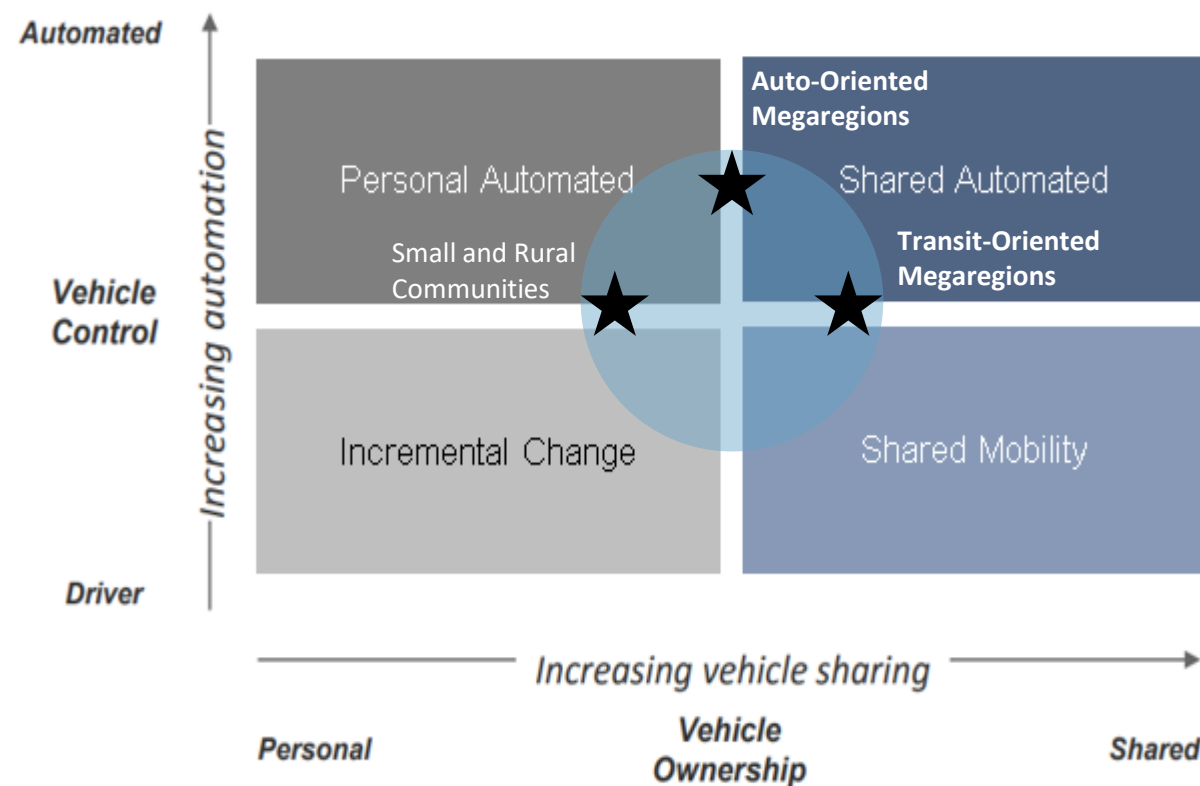 Automated
Auto-Oriented
Megaregions
Personal Automated
Shared Automated
Small and Rural
Communities
Transit-Oriented
Megaregions
Vehicle
Control
Increasing automation
Incremental Change
Shared Mobility
Driver
Increasing vehicle sharing
Personal
Vehicle
Ownership
Shared